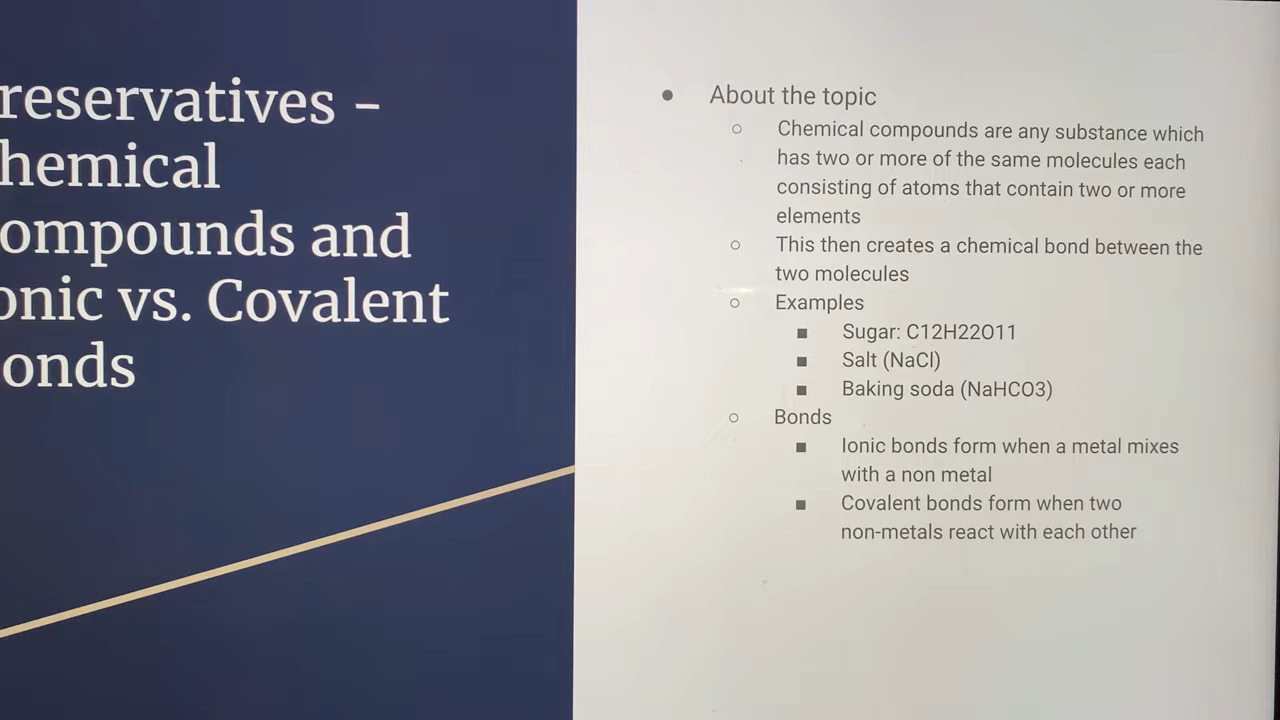 reservatives -
hemical
ompounds and
onic vs. Covalent
onds
About the topic
Chemical compounds are any substance which
has two or more of the same molecules each
consisting of atoms that contain two or more
elements
This then creates a chemical bond between the
two molecules
Examples
Sugar: C12H22O11
Salt (NaCl)
Baking soda (NaHCO3)
Bonds
Ionic bonds form when a metal mixes
with a non metal
Covalent bonds form when two
non-metals react with each other